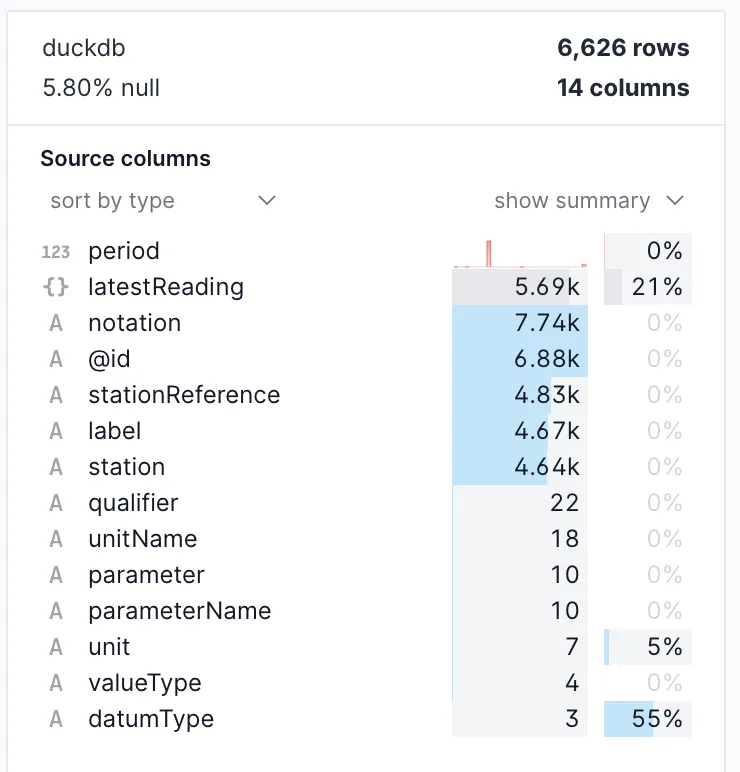 duckdb 6,626 rows
5.80% null 14 columns
Source columns
sort by type show summary
123 period 0%
{} latestReading 5.69k 21%
A notation 7.74k 0%
A @id 6.88k 0%
A stationReference 4.83k 0%
A label 4.67k 0%
A station 4.64k 0%
A qualifier 22 0%
A unitName 18 0%
A parameter 10 0%
A parameterName 10 0%
A unit 7 5%
A valueType 4 0%
A datumType 3 55%